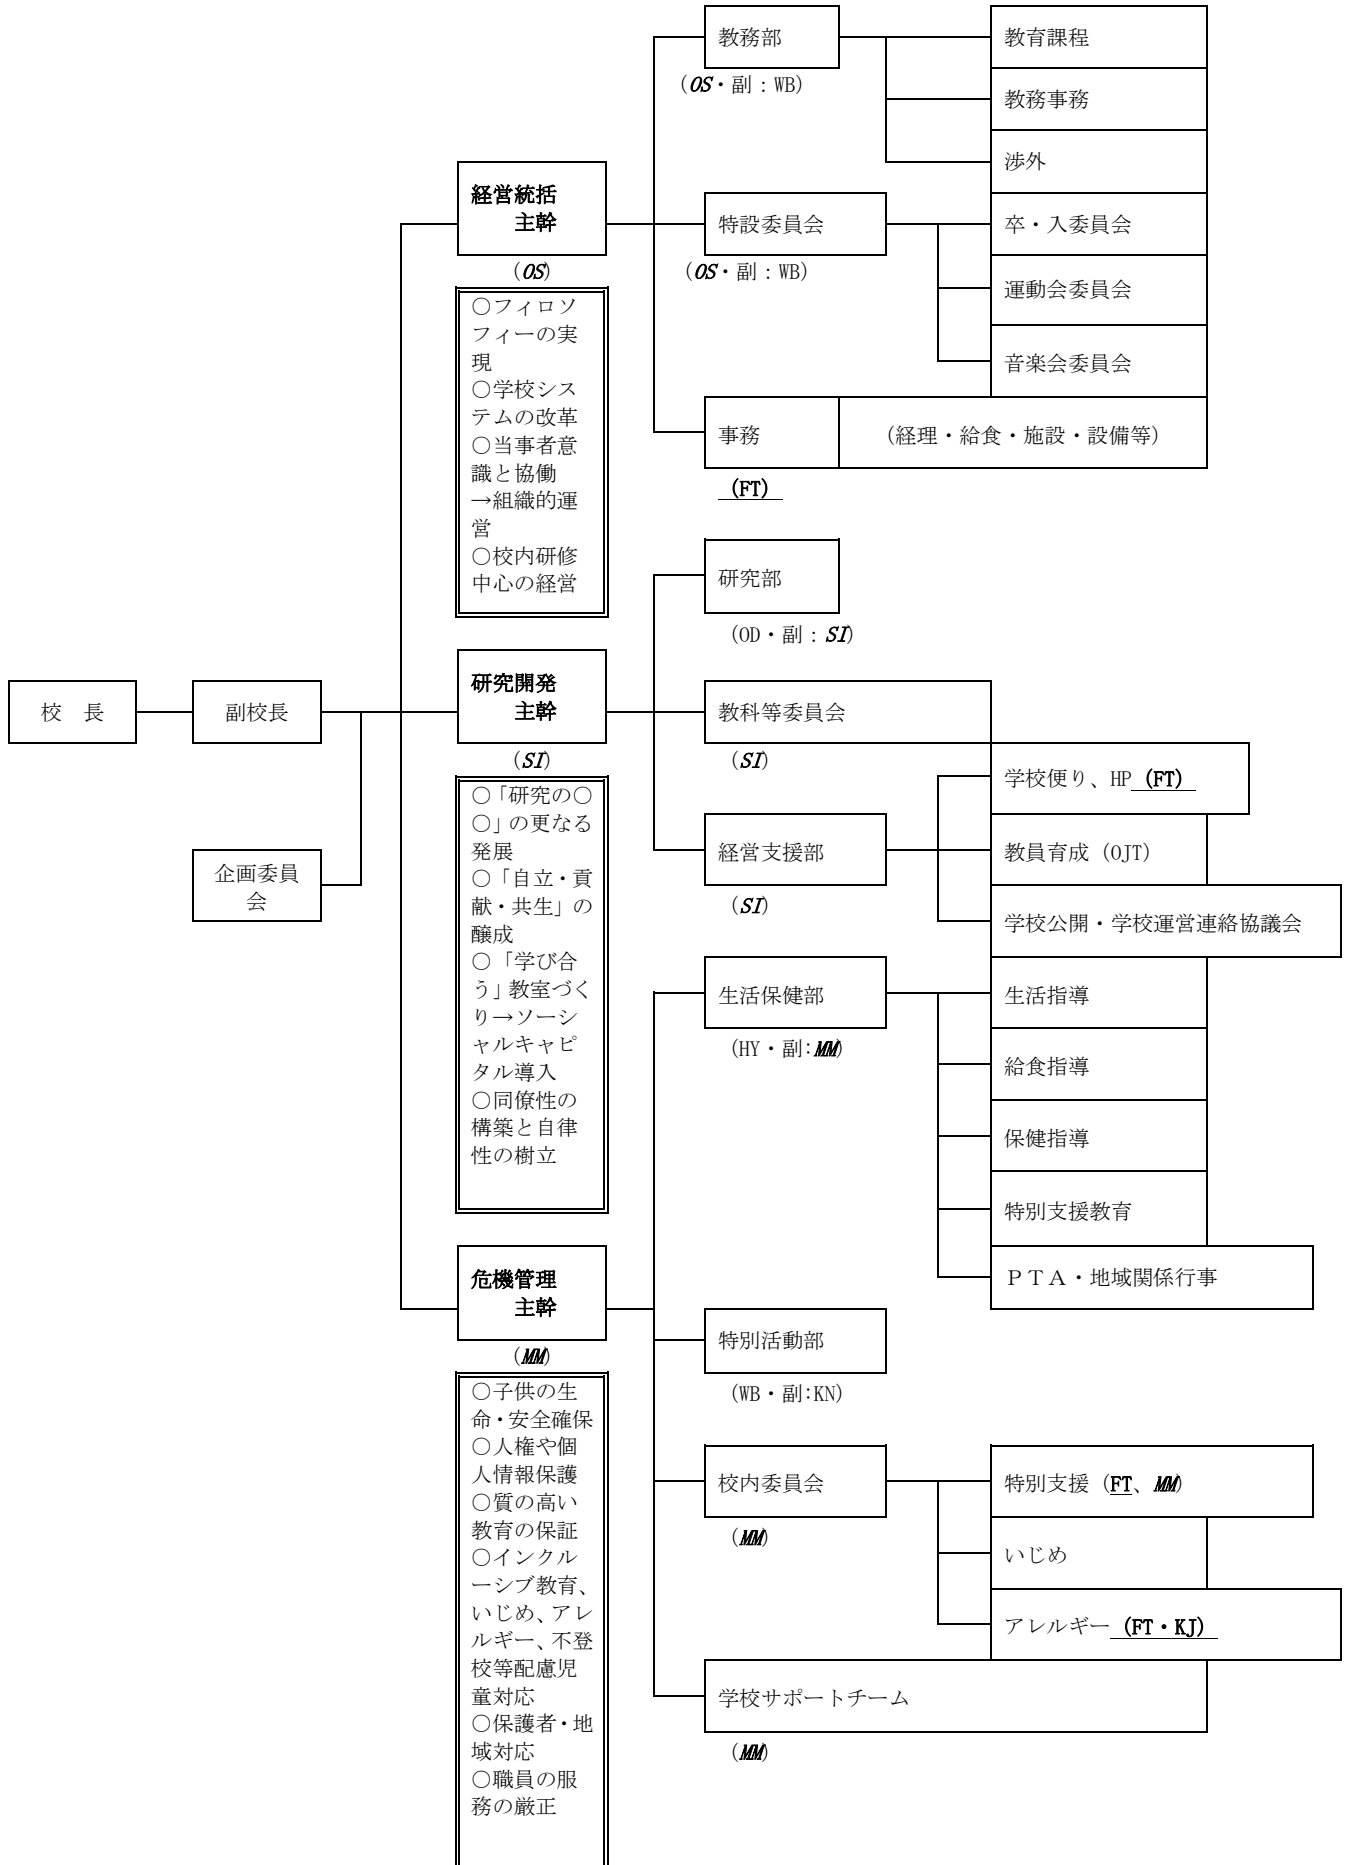 教務部
（OS・副：WB）
教育課程
教務事務
渉外
経営統括
主幹
（OS）
特設委員会
（OS・副：WB）
卒・入委員会
運動会委員会
音楽会委員会
○フィロソ
フィーの実
現
○学校シス
テムの改革
○当事者意
識と協働
→組織的運
営
○校内研修
中心の経営
事務
（経理・給食・施設・設備等）
（FT）
研究部
（OD・副：SI）
校　長
副校長
企画委員
会
研究開発
主幹
（SI）
教科等委員会
（SI）
○「研究の○
○」の更なる
発展
○「自立・貢
献・共生」の
醸成
○「学び合
う」教室づく
り→ソーシ
ャルキャピ
タル導入
○同僚性の
構築と自律
性の樹立
経営支援部
（SI）
学校便り、HP（FT）
教員育成（OJT）
学校公開・学校運営連絡協議会
生活保健部
（HY・副：MM）
生活指導
給食指導
保健指導
特別支援教育
ＰＴＡ・地域関係行事
危機管理
主幹
（MM）
○子供の生
命・安全確保
○人権や個
人情報保護
○質の高い
教育の保証
○インクル
ーシブ教育、
いじめ、アレ
ルギー、不登
校等配慮児
童対応
○保護者・地
域対応
○職員の服
務の厳正
特別活動部
（WB・副：KN）
校内委員会
（MM）
特別支援（FT、MM）
いじめ
アレルギー（FT・KJ）
学校サポートチーム
（MM）